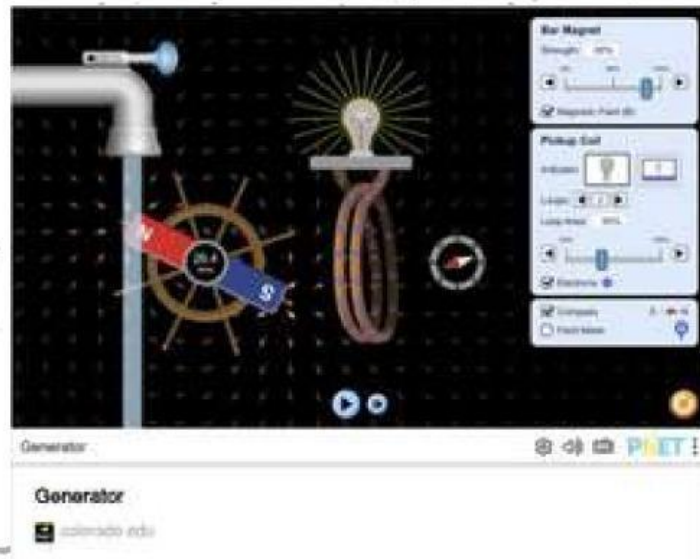 N
S
Bar Magnet
Strength:
Magnetic Field (B)
Pickup Coil
Indicator:
Loops: 2
Loop Area:
Electrons
Compass
Field Meter
Generator
PhET
Generator
colorado.edu